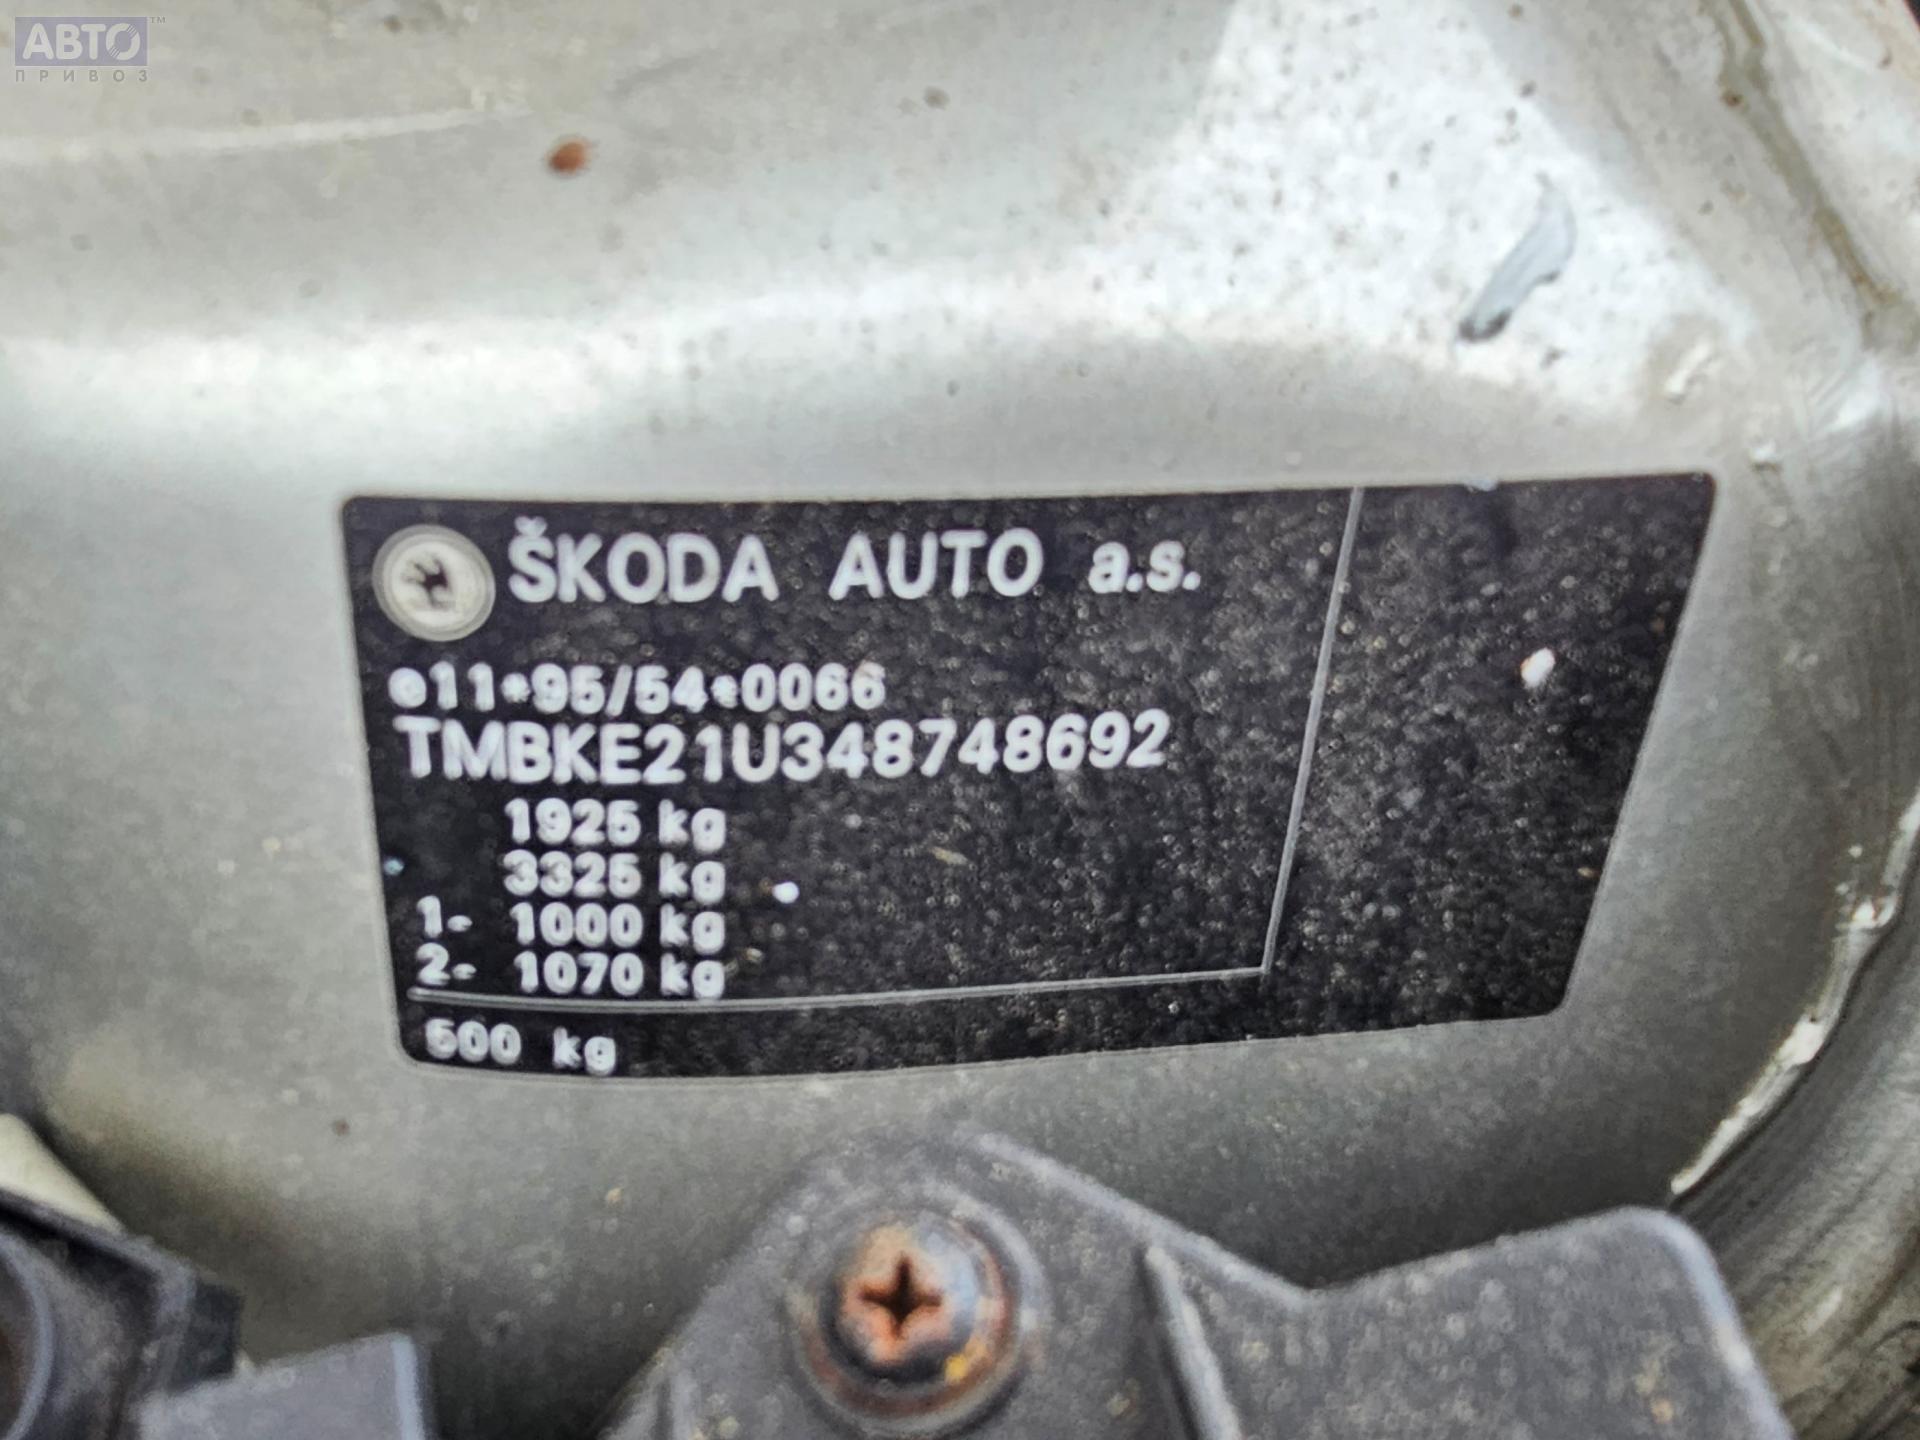 АВТО™
ПРИВОЗ
ŠKODA AUTO a.s.
e11*95/54*0066
TMBKE21U348748692
1925 kg
3325 kg
1- 1000 kg
2- 1070 kg
500 kg